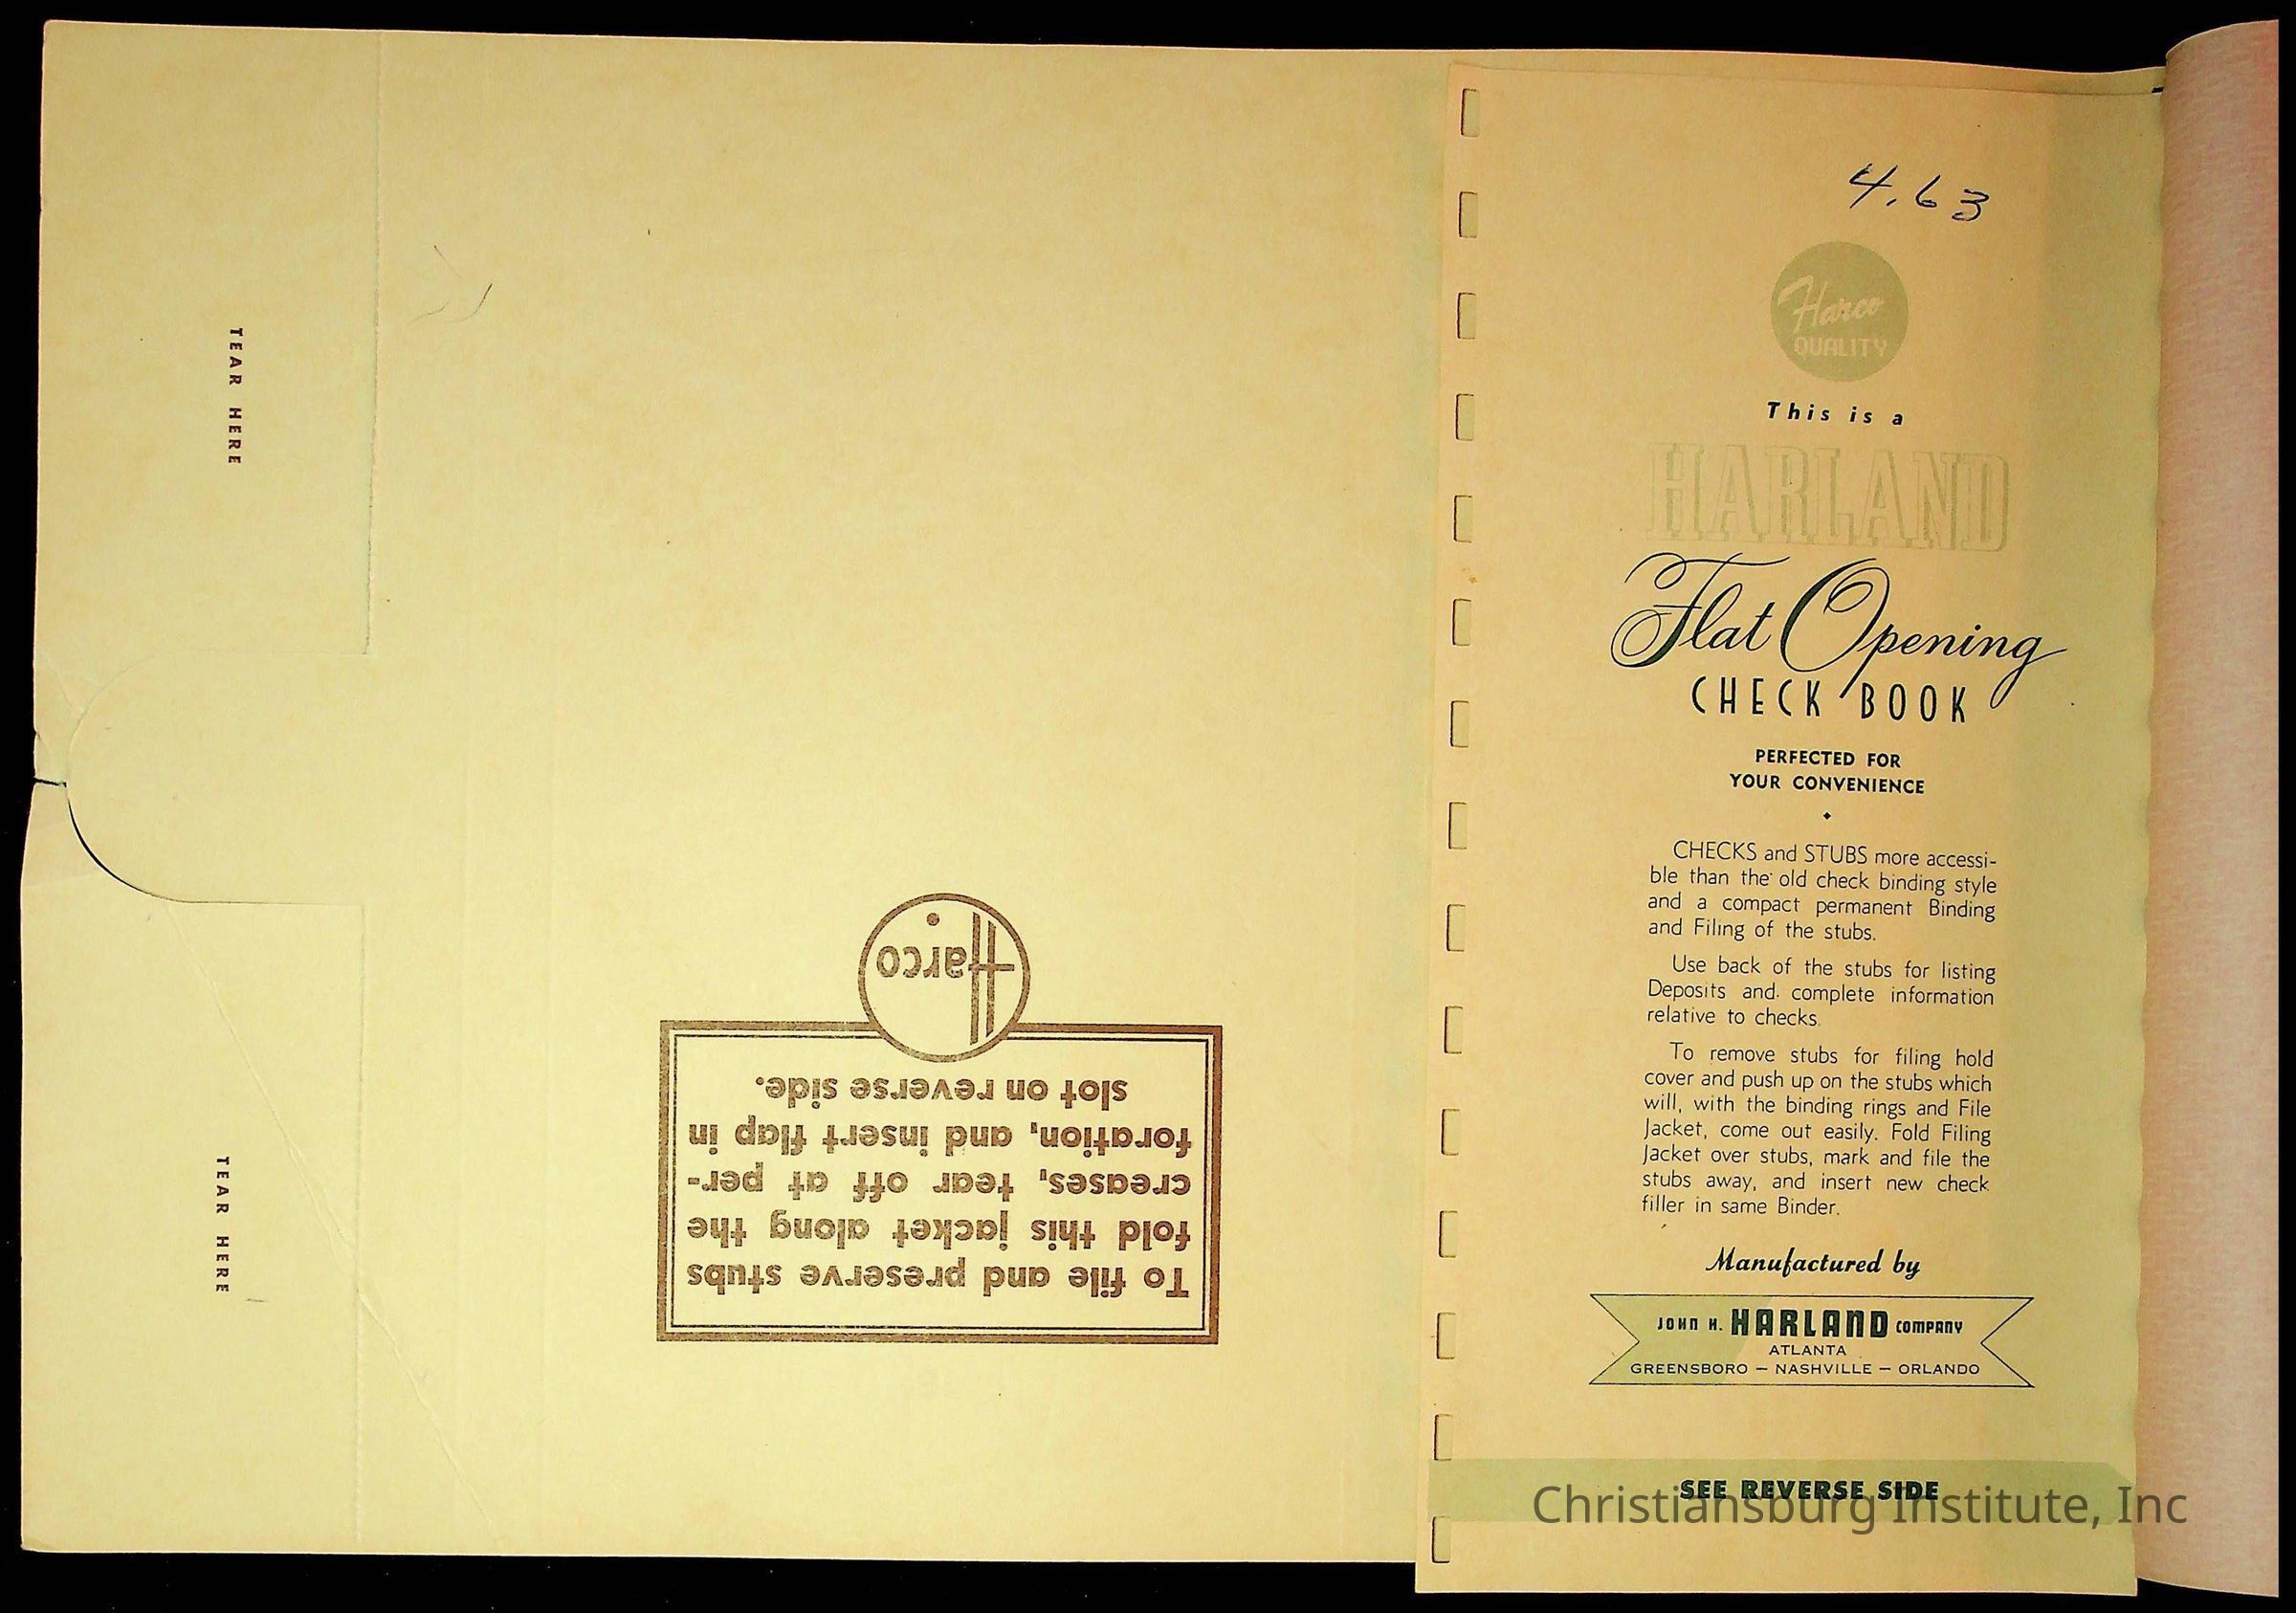 TEAR HERE
TEAR HERE
To file and preserve stubs
fold this jacket along the
creases, tear off at per-
foration, and insert flap in
slot on reverse side.
Harco
4.63
Harco
QUALITY
This is a
HARLAND
Flat Opening
CHECK BOOK
PERFECTED FOR
YOUR CONVENIENCE
CHECKS and STUBS more accessi-
ble than the old check binding style
and a compact permanent Binding
and Filing of the stubs.
Use back of the stubs for listing
Deposits and complete information
relative to checks.
To remove stubs for filing hold
cover and push up on the stubs which
will, with the binding rings and File
Jacket, come out easily. Fold Filing
Jacket over stubs, mark and file the
stubs away, and insert new check
filler in same Binder.
Manufactured by
JOHN H. HARLAND COMPANY
ATLANTA
GREENSBORO — NASHVILLE — ORLANDO
SEE REVERSE SIDE
Christiansburg Institute, Inc